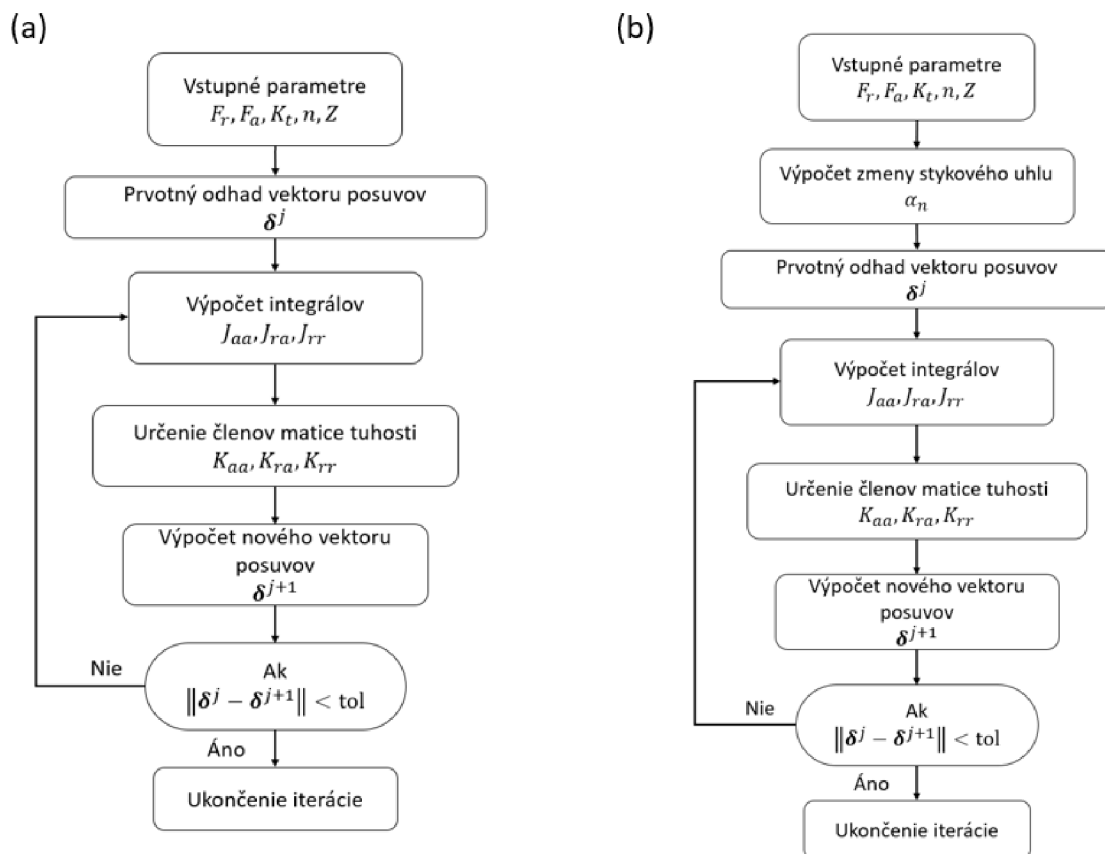 (a)
Vstupné parametre
F_r, F_a, K_t, n, Z
Prvotný odhad vektoru posuvov
δ^j
Výpočet integrálov
J_aa, J_ra, J_rr
Určenie členov matice tuhosti
K_aa, K_ra, K_rr
Výpočet nového vektoru
posuvov
δ^{j+1}
Nie
Ak
‖δ^j − δ^{j+1}‖ < tol
Áno
Ukončenie iterácie
(b)
Vstupné parametre
F_r, F_a, K_t, n, Z
Výpočet zmeny stykového uhlu
α_n
Prvotný odhad vektoru posuvov
δ^j
Výpočet integrálov
J_aa, J_ra, J_rr
Určenie členov matice tuhosti
K_aa, K_ra, K_rr
Výpočet nového vektoru
posuvov
δ^{j+1}
Nie
Ak
‖δ^j − δ^{j+1}‖ < tol
Áno
Ukončenie iterácie